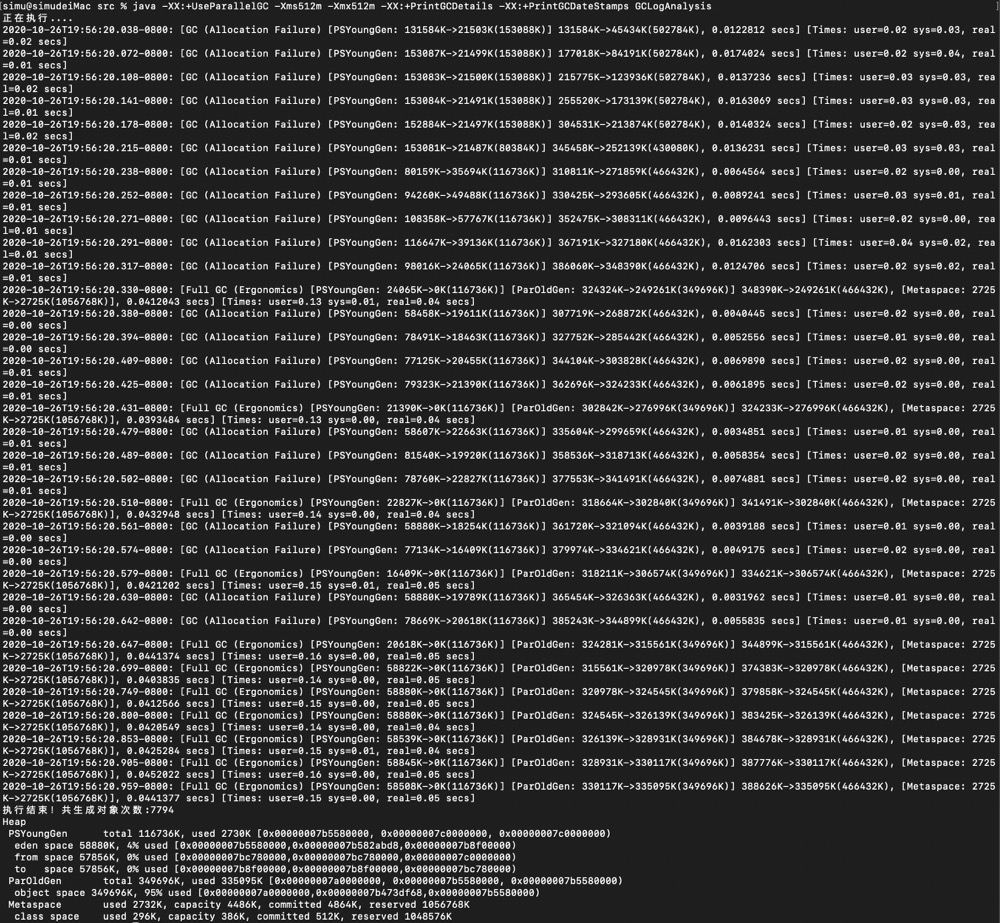 [simu@simudeiMac src % java -XX:+UseParallelGC -Xms512m -Xmx512m -XX:+PrintGCDetails -XX:+PrintGCDateStamps GCLogAnalysis ]
正在执行....
2020-10-26T19:56:20.038-0800: [GC (Allocation Failure) [PSYoungGen: 131584K->21503K(153088K)] 131584K->45434K(502784K), 0.0122812 secs] [Times: user=0.02 sys=0.03, rea
l=0.02 secs]
2020-10-26T19:56:20.072-0800: [GC (Allocation Failure) [PSYoungGen: 153087K->21499K(153088K)] 177018K->84191K(502784K), 0.0174024 secs] [Times: user=0.02 sys=0.04, rea
l=0.01 secs]
2020-10-26T19:56:20.108-0800: [GC (Allocation Failure) [PSYoungGen: 153083K->21500K(153088K)] 215775K->123936K(502784K), 0.0137236 secs] [Times: user=0.03 sys=0.03, re
al=0.02 secs]
2020-10-26T19:56:20.141-0800: [GC (Allocation Failure) [PSYoungGen: 153084K->21491K(153088K)] 255520K->173139K(502784K), 0.0163069 secs] [Times: user=0.03 sys=0.03, re
al=0.01 secs]
2020-10-26T19:56:20.178-0800: [GC (Allocation Failure) [PSYoungGen: 152884K->21497K(153088K)] 304531K->213874K(502784K), 0.0140324 secs] [Times: user=0.02 sys=0.03, re
al=0.02 secs]
2020-10-26T19:56:20.215-0800: [GC (Allocation Failure) [PSYoungGen: 153081K->21487K(80384K)] 345458K->252139K(430080K), 0.0136231 secs] [Times: user=0.03 sys=0.03, rea
l=0.01 secs]
2020-10-26T19:56:20.238-0800: [GC (Allocation Failure) [PSYoungGen: 80159K->35694K(116736K)] 310811K->271859K(466432K), 0.0064564 secs] [Times: user=0.02 sys=0.00, rea
l=0.01 secs]
2020-10-26T19:56:20.252-0800: [GC (Allocation Failure) [PSYoungGen: 94260K->49488K(116736K)] 330425K->293605K(466432K), 0.0089241 secs] [Times: user=0.03 sys=0.01, rea
l=0.01 secs]
2020-10-26T19:56:20.271-0800: [GC (Allocation Failure) [PSYoungGen: 108358K->57767K(116736K)] 352475K->308311K(466432K), 0.0096443 secs] [Times: user=0.02 sys=0.00, re
al=0.01 secs]
2020-10-26T19:56:20.291-0800: [GC (Allocation Failure) [PSYoungGen: 116647K->39136K(116736K)] 367191K->327180K(466432K), 0.0162303 secs] [Times: user=0.04 sys=0.02, re
al=0.01 secs]
2020-10-26T19:56:20.317-0800: [GC (Allocation Failure) [PSYoungGen: 98016K->24065K(116736K)] 386060K->348390K(466432K), 0.0124706 secs] [Times: user=0.02 sys=0.02, rea
l=0.01 secs]
2020-10-26T19:56:20.330-0800: [Full GC (Ergonomics) [PSYoungGen: 24065K->0K(116736K)] [ParOldGen: 324324K->249261K(349696K)] 348390K->249261K(466432K), [Metaspace: 2725
K->2725K(1056768K)], 0.0412043 secs] [Times: user=0.13 sys=0.01, real=0.04 secs]
2020-10-26T19:56:20.380-0800: [GC (Allocation Failure) [PSYoungGen: 58458K->19611K(116736K)] 307719K->268872K(466432K), 0.0040445 secs] [Times: user=0.02 sys=0.00, rea
l=0.00 secs]
2020-10-26T19:56:20.394-0800: [GC (Allocation Failure) [PSYoungGen: 78491K->18463K(116736K)] 327752K->285442K(466432K), 0.0052556 secs] [Times: user=0.01 sys=0.00, rea
l=0.00 secs]
2020-10-26T19:56:20.409-0800: [GC (Allocation Failure) [PSYoungGen: 77125K->20455K(116736K)] 344104K->303828K(466432K), 0.0069890 secs] [Times: user=0.02 sys=0.00, rea
l=0.01 secs]
2020-10-26T19:56:20.425-0800: [GC (Allocation Failure) [PSYoungGen: 79323K->21390K(116736K)] 362696K->324233K(466432K), 0.0061895 secs] [Times: user=0.02 sys=0.00, rea
l=0.01 secs]
2020-10-26T19:56:20.431-0800: [Full GC (Ergonomics) [PSYoungGen: 21390K->0K(116736K)] [ParOldGen: 302842K->276996K(349696K)] 324233K->276996K(466432K), [Metaspace: 2725
K->2725K(1056768K)], 0.0393484 secs] [Times: user=0.13 sys=0.00, real=0.04 secs]
2020-10-26T19:56:20.479-0800: [GC (Allocation Failure) [PSYoungGen: 58607K->22663K(116736K)] 335604K->299659K(466432K), 0.0034851 secs] [Times: user=0.01 sys=0.00, rea
l=0.01 secs]
2020-10-26T19:56:20.489-0800: [GC (Allocation Failure) [PSYoungGen: 81540K->19920K(116736K)] 358536K->318713K(466432K), 0.0058354 secs] [Times: user=0.02 sys=0.00, rea
l=0.01 secs]
2020-10-26T19:56:20.502-0800: [GC (Allocation Failure) [PSYoungGen: 78760K->22827K(116736K)] 377553K->341491K(466432K), 0.0074881 secs] [Times: user=0.02 sys=0.00, rea
l=0.01 secs]
2020-10-26T19:56:20.510-0800: [Full GC (Ergonomics) [PSYoungGen: 22827K->0K(116736K)] [ParOldGen: 318664K->302840K(349696K)] 341491K->302840K(466432K), [Metaspace: 2725
K->2725K(1056768K)], 0.0432948 secs] [Times: user=0.14 sys=0.00, real=0.04 secs]
2020-10-26T19:56:20.561-0800: [GC (Allocation Failure) [PSYoungGen: 58880K->18254K(116736K)] 361720K->321094K(466432K), 0.0039188 secs] [Times: user=0.01 sys=0.00, rea
l=0.00 secs]
2020-10-26T19:56:20.574-0800: [GC (Allocation Failure) [PSYoungGen: 77134K->16409K(116736K)] 379974K->334621K(466432K), 0.0049175 secs] [Times: user=0.02 sys=0.00, rea
l=0.00 secs]
2020-10-26T19:56:20.579-0800: [Full GC (Ergonomics) [PSYoungGen: 16409K->0K(116736K)] [ParOldGen: 318211K->306574K(349696K)] 334621K->306574K(466432K), [Metaspace: 2725
K->2725K(1056768K)], 0.0421202 secs] [Times: user=0.15 sys=0.01, real=0.05 secs]
2020-10-26T19:56:20.630-0800: [GC (Allocation Failure) [PSYoungGen: 58880K->19789K(116736K)] 365454K->326363K(466432K), 0.0031962 secs] [Times: user=0.01 sys=0.00, rea
l=0.00 secs]
2020-10-26T19:56:20.642-0800: [GC (Allocation Failure) [PSYoungGen: 78669K->20618K(116736K)] 385243K->344899K(466432K), 0.0055835 secs] [Times: user=0.01 sys=0.00, rea
l=0.00 secs]
2020-10-26T19:56:20.647-0800: [Full GC (Ergonomics) [PSYoungGen: 20618K->0K(116736K)] [ParOldGen: 324281K->315561K(349696K)] 344899K->315561K(466432K), [Metaspace: 2725
K->2725K(1056768K)], 0.0441374 secs] [Times: user=0.16 sys=0.00, real=0.05 secs]
2020-10-26T19:56:20.699-0800: [Full GC (Ergonomics) [PSYoungGen: 58822K->0K(116736K)] [ParOldGen: 315561K->320978K(349696K)] 374383K->320978K(466432K), [Metaspace: 2725
K->2725K(1056768K)], 0.0403835 secs] [Times: user=0.14 sys=0.00, real=0.05 secs]
2020-10-26T19:56:20.749-0800: [Full GC (Ergonomics) [PSYoungGen: 58880K->0K(116736K)] [ParOldGen: 320978K->324545K(349696K)] 379858K->324545K(466432K), [Metaspace: 2725
K->2725K(1056768K)], 0.0412566 secs] [Times: user=0.15 sys=0.00, real=0.05 secs]
2020-10-26T19:56:20.800-0800: [Full GC (Ergonomics) [PSYoungGen: 58880K->0K(116736K)] [ParOldGen: 324545K->326139K(349696K)] 383425K->326139K(466432K), [Metaspace: 2725
K->2725K(1056768K)], 0.0420549 secs] [Times: user=0.14 sys=0.00, real=0.04 secs]
2020-10-26T19:56:20.853-0800: [Full GC (Ergonomics) [PSYoungGen: 58539K->0K(116736K)] [ParOldGen: 326139K->328931K(349696K)] 384678K->328931K(466432K), [Metaspace: 2725
K->2725K(1056768K)], 0.0425284 secs] [Times: user=0.15 sys=0.01, real=0.04 secs]
2020-10-26T19:56:20.905-0800: [Full GC (Ergonomics) [PSYoungGen: 58845K->0K(116736K)] [ParOldGen: 328931K->330117K(349696K)] 387776K->330117K(466432K), [Metaspace: 2725
K->2725K(1056768K)], 0.0452022 secs] [Times: user=0.16 sys=0.00, real=0.05 secs]
2020-10-26T19:56:20.959-0800: [Full GC (Ergonomics) [PSYoungGen: 58508K->0K(116736K)] [ParOldGen: 330117K->335095K(349696K)] 388626K->335095K(466432K), [Metaspace: 2725
K->2725K(1056768K)], 0.0441377 secs] [Times: user=0.15 sys=0.00, real=0.05 secs]
执行结束! 共生成对象次数:7794
Heap
 PSYoungGen      total 116736K, used 2730K [0x00000007b5580000, 0x00000007c0000000, 0x00000007c0000000)
  eden space 58880K, 4% used [0x00000007b5580000,0x00000007b582abd8,0x00000007b8f00000)
  from space 57856K, 0% used [0x00000007bc780000,0x00000007bc780000,0x00000007c0000000)
  to   space 57856K, 0% used [0x00000007b8f00000,0x00000007b8f00000,0x00000007bc780000)
 ParOldGen       total 349696K, used 335095K [0x00000007a0000000, 0x00000007b5580000, 0x00000007b5580000)
  object space 349696K, 95% used [0x00000007a0000000,0x00000007b473df68,0x00000007b5580000)
 Metaspace       used 2732K, capacity 4486K, committed 4864K, reserved 1056768K
  class space    used 296K, capacity 386K, committed 512K, reserved 1048576K